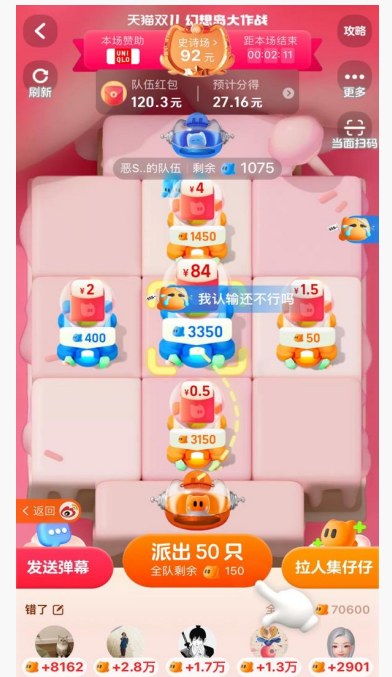 天猫双11 幻想岛大作战
攻略
本场赞助
UNI
QLO
史诗场>
92元
距本场结束
00:02:11
刷新
队伍红包
120.3元
预计分得
27.16元
更多
当面扫码
恶S..的队伍 剩余 1075
¥4
1450
¥84
我认输还不行吗
3350
¥2
400
¥1.5
50
¥0.5
3150
返回
发送弹幕
派出50只
全队剩余 150
拉人集仔仔
错了
全
70600
+8162
+2.8万
+1.7万
+1.3万
+2901